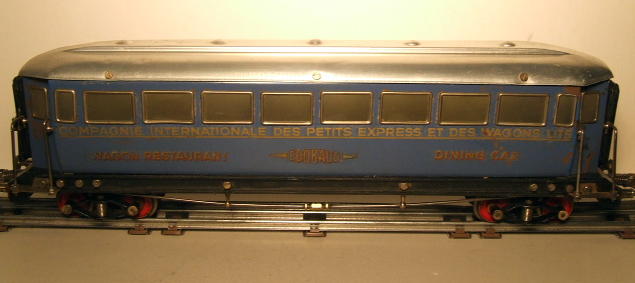 COMPAGNIE INTERNATIONALE DES PETITS EXPRESS ET DES WAGONS LITS
WAGON RESTAURANT DINING CAR